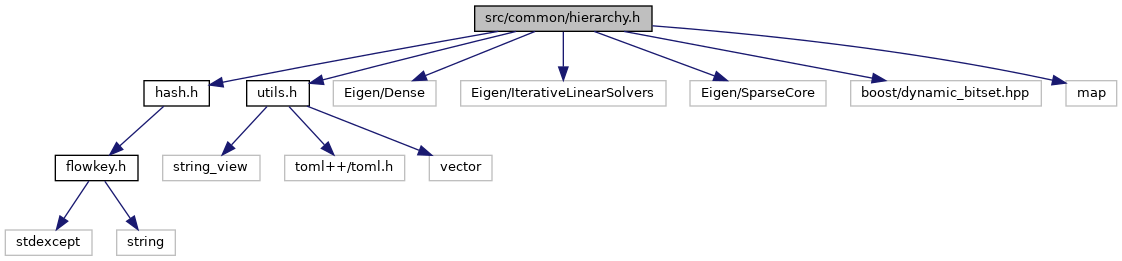 src/common/hierarchy.h
hash.h
utils.h
Eigen/Dense
Eigen/IterativeLinearSolvers
Eigen/SparseCore
boost/dynamic_bitset.hpp
map
flowkey.h
string_view
toml++/toml.h
vector
stdexcept
string